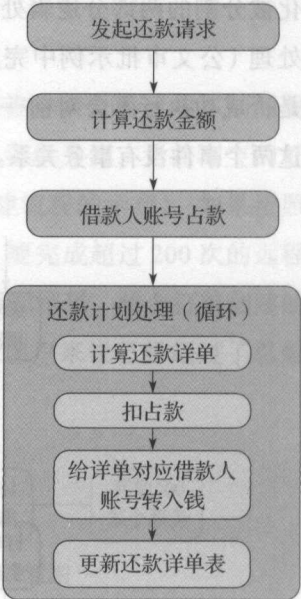 发起还款请求
计算还款金额
借款人账号占款
还款计划处理（循环）
计算还款详单
扣占款
给详单对应借款人
账号转入钱
更新还款详单表